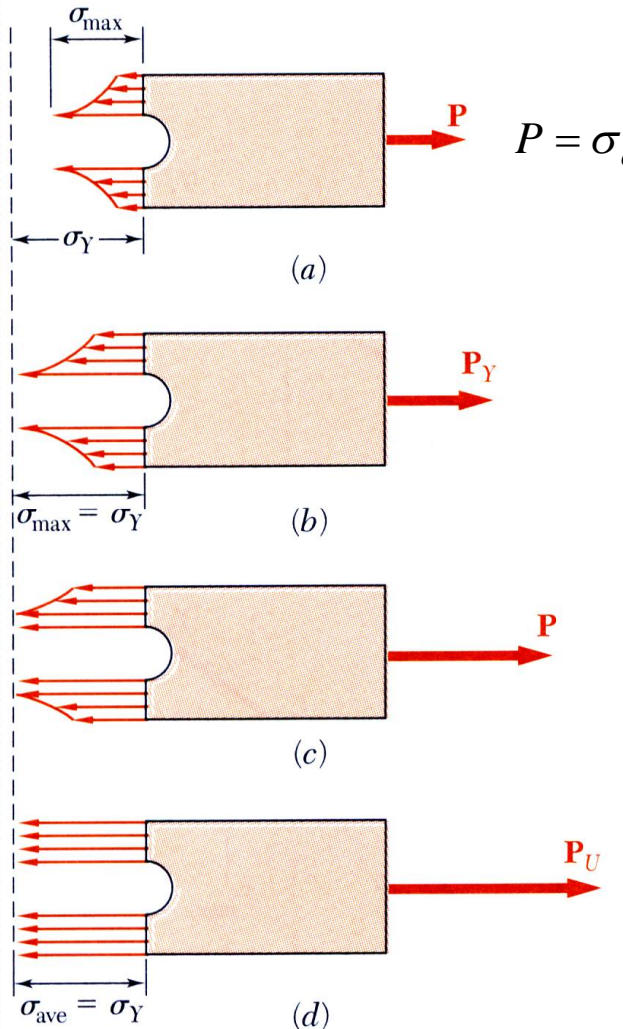 σmax
P
P = σ
σY
(a)
PY
σmax = σY
(b)
P
(c)
PU
σave = σY
(d)